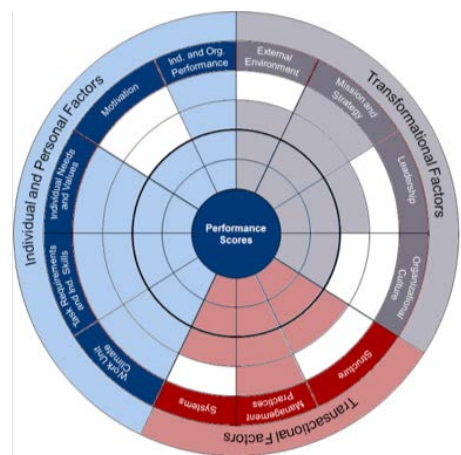 Individual and Personal Factors
Transformational Factors
Transactional Factors
Ind. and Org.
Performance
External
Environment
Mission and
Strategy
Leadership
Organizational
Culture
Structure
Management
Practices
Systems
Work Unit
Climate
Task Requirements
and Ind. Skills
Individual Needs
and Values
Motivation
Performance
Scores